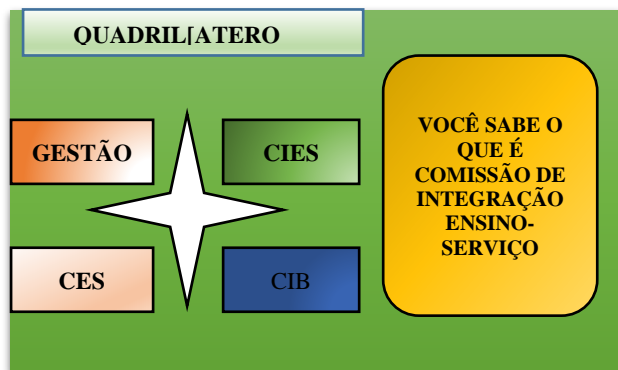 QUADRIL[ATERO
GESTÃO
CIES
CES
CIB
VOCÊ SABE O
QUE É
COMISSÃO DE
INTEGRAÇÃO
ENSINO-
SERVIÇO